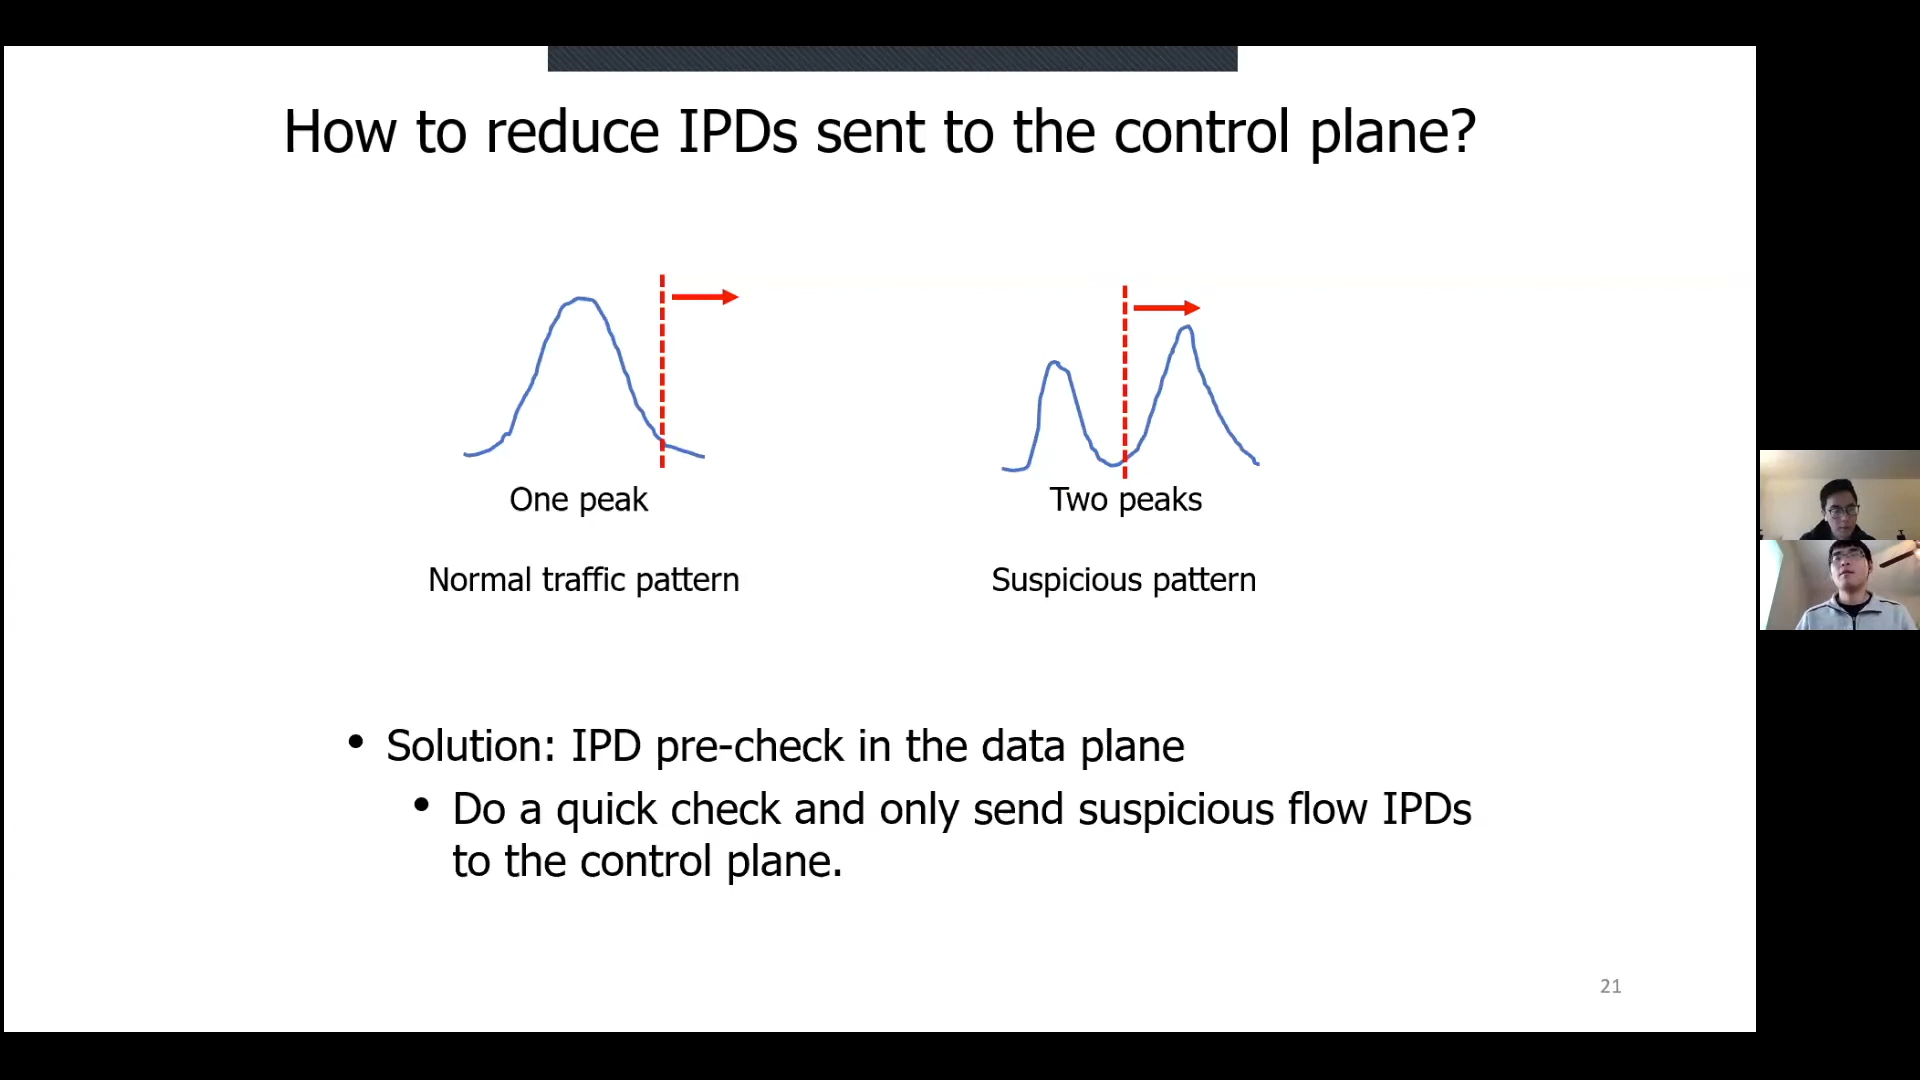 How to reduce IPDs sent to the control plane?
One peak
Two peaks
Normal traffic pattern
Suspicious pattern
• Solution: IPD pre-check in the data plane
• Do a quick check and only send suspicious flow IPDs
to the control plane.
21